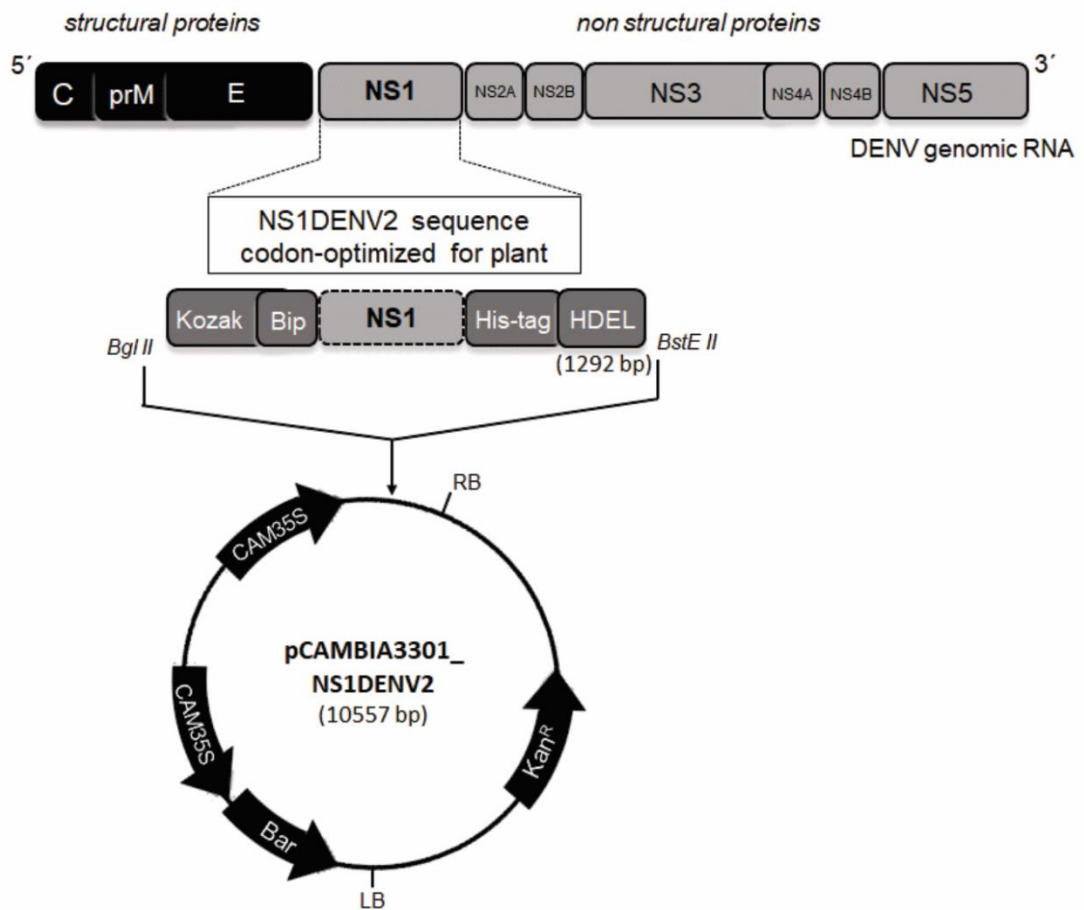 structural proteins
non structural proteins
5´
3´
C
prM
E
NS1
NS2A
NS2B
NS3
NS4A
NS4B
NS5
DENV genomic RNA
NS1DENV2 sequence
codon-optimized for plant
Kozak
Bip
NS1
His-tag
HDEL
Bgl II
BstE II
(1292 bp)
RB
CAM35S
CAM35S
pCAMBIA3301_
NS1DENV2
(10557 bp)
Kan^R
Bar
LB